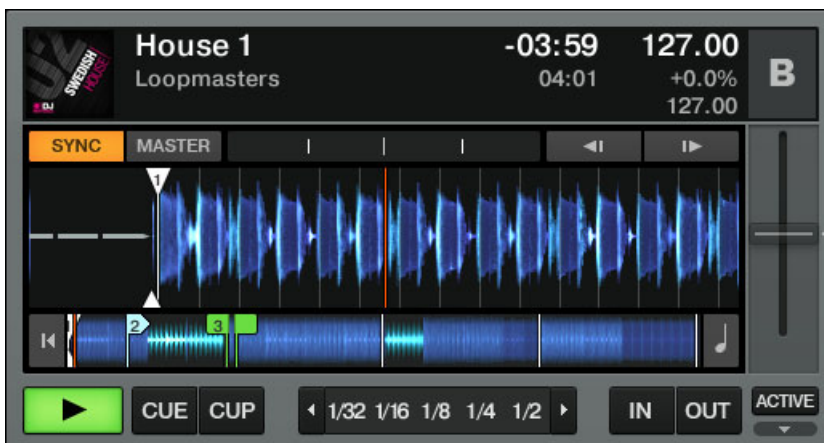 02 SWEDISH HOUSE
DJ
House 1 -03:59 127.00 B
Loopmasters 04:01 +0.0%
127.00
SYNC MASTER
1
2 3
CUE CUP 1/32 1/16 1/8 1/4 1/2 IN OUT ACTIVE